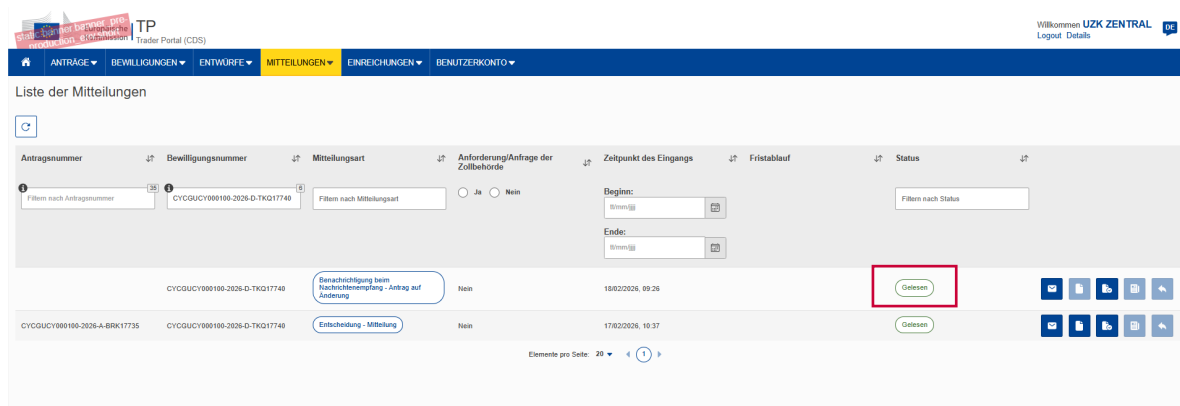 static banner banner_pre-
production_
Europäische
Kommission
TP
Trader Portal (CDS)
Willkommen UZK ZENTRAL
Logout Details
DE
ANTRÄGE
BEWILLIGUNGEN
ENTWÜRFE
MITTEILUNGEN
EINREICHUNGEN
BENUTZERKONTO
Liste der Mitteilungen
Antragsnummer
Bewilligungsnummer
Mitteilungsart
Anforderung/Anfrage der
Zollbehörde
Zeitpunkt des Eingangs
Fristablauf
Status
35
Filtern nach Antragsnummer
6
CYCGUCY000100-2026-D-TKQ17740
Filtern nach Mitteilungsart
Ja Nein
Beginn:
tt/mm/jjjj
Ende:
tt/mm/jjjj
Filtern nach Status
CYCGUCY000100-2026-D-TKQ17740
Benachrichtigung beim
Nachrichtenempfang - Antrag auf
Änderung
Nein
18/02/2026, 09:26
Gelesen
CYCGUCY000100-2026-A-BRK17735
CYCGUCY000100-2026-D-TKQ17740
Entscheidung - Mitteilung
Nein
17/02/2026, 10:37
Gelesen
Elemente pro Seite: 20
1